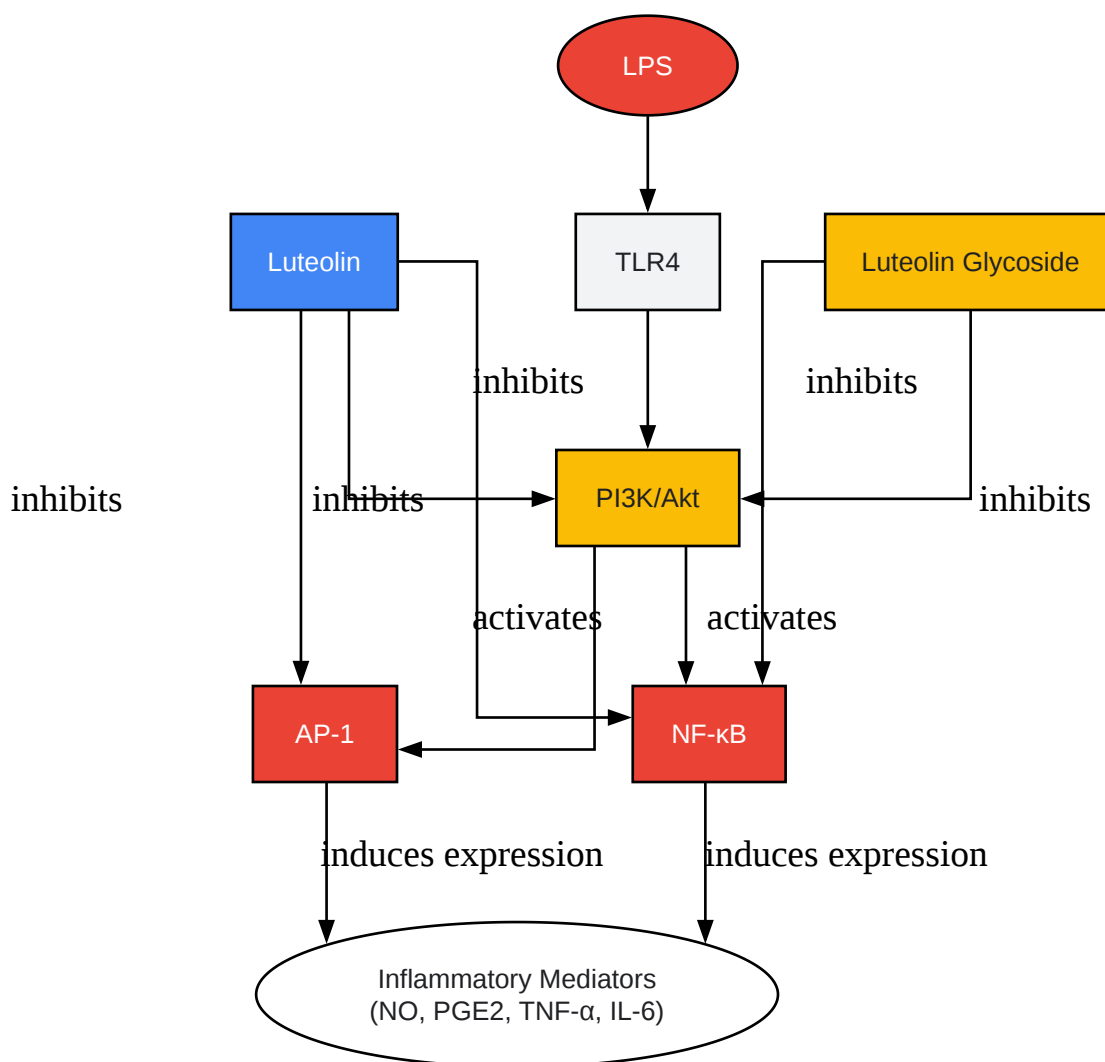 LPS
Luteolin
TLR4
Luteolin Glycoside
inhibits
inhibits
inhibits
inhibits
PI3K/Akt
inhibits
activates
activates
AP-1
NF-κB
induces expression
induces expression
Inflammatory Mediators
(NO, PGE2, TNF-α, IL-6)